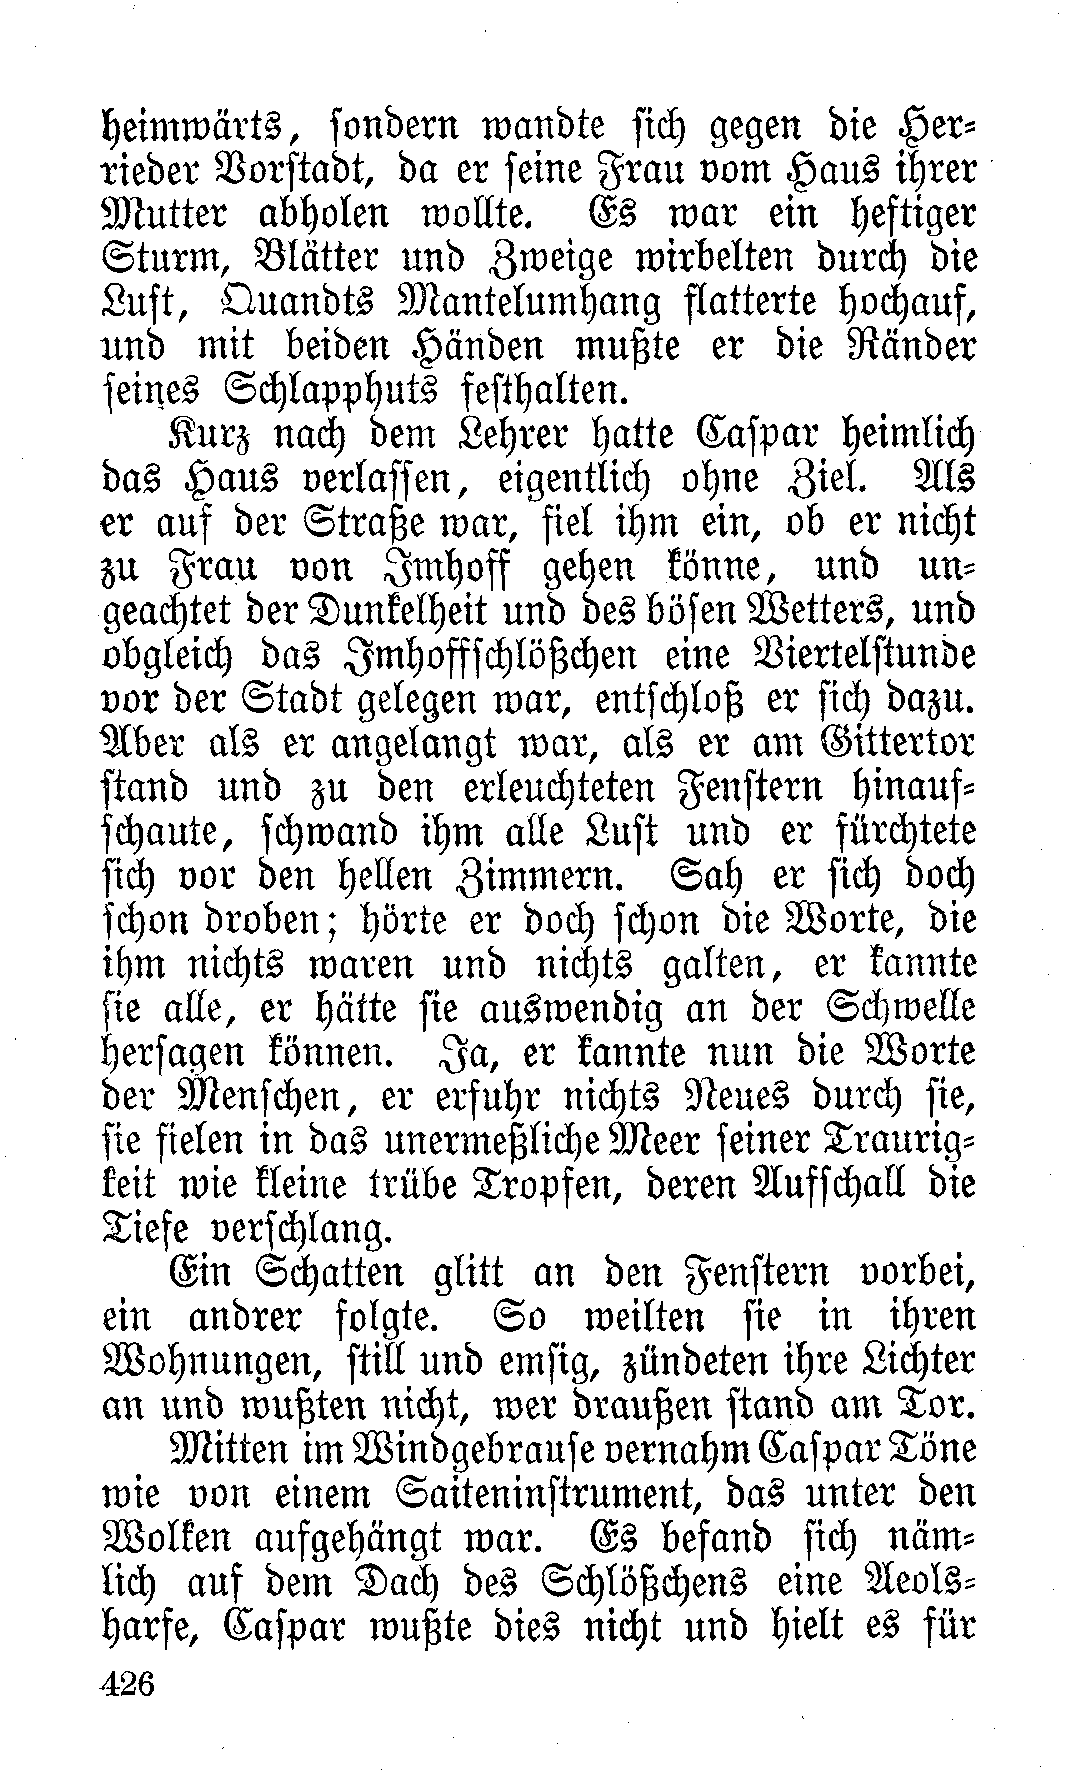 heimwärts, sondern wandte sich gegen die Her-
rieder Vorstadt, da er seine Frau vom Haus ihrer
Mutter abholen wollte. Es war ein heftiger
Sturm, Blätter und Zweige wirbelten durch die
Luft, Quandts Mantelumhang flatterte hochauf,
und mit beiden Händen mußte er die Ränder
seines Schlapphuts festhalten.
Kurz nach dem Lehrer hatte Caspar heimlich
das Haus verlassen, eigentlich ohne Ziel. Als
er auf der Straße war, fiel ihm ein, ob er nicht
zu Frau von Imhoff gehen könne, und un-
geachtet der Dunkelheit und des bösen Wetters, und
obgleich das Imhoffschlößchen eine Viertelstunde
vor der Stadt gelegen war, entschloß er sich dazu.
Aber als er angelangt war, als er am Gittertor
stand und zu den erleuchteten Fenstern hinauf-
schaute, schwand ihm alle Lust und er fürchtete
sich vor den hellen Zimmern. Sah er sich doch
schon droben; hörte er doch schon die Worte, die
ihm nichts waren und nichts galten, er kannte
sie alle, er hätte sie auswendig an der Schwelle
hersagen können. Ja, er kannte nun die Worte
der Menschen, er erfuhr nichts Neues durch sie,
sie fielen in das unermeßliche Meer seiner Traurig-
keit wie kleine trübe Tropfen, deren Aufschall die
Tiefe verschlang.
Ein Schatten glitt an den Fenstern vorbei,
ein andrer folgte. So weilten sie in ihren
Wohnungen, still und emsig, zündeten ihre Lichter
an und wußten nicht, wer draußen stand am Tor.
Mitten im Windgebrause vernahm Caspar Töne
wie von einem Saiteninstrument, das unter den
Wolken aufgehängt war. Es befand sich näm-
lich auf dem Dach des Schlößchens eine Aeols-
harfe, Caspar wußte dies nicht und hielt es für
426